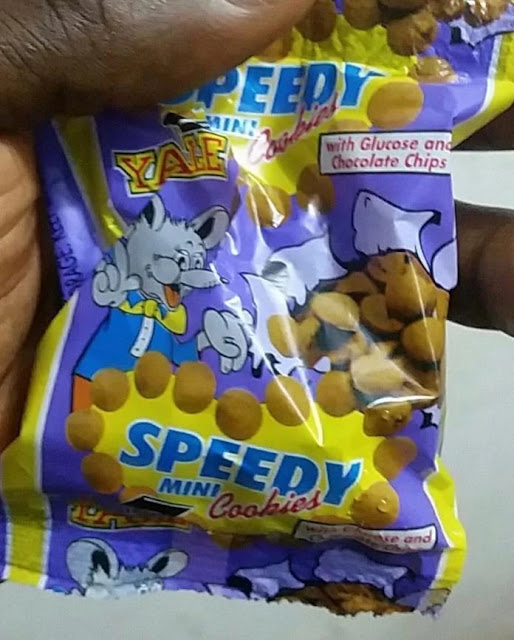 SPEEDY
MINI Cookies
YALE
with Glucose and
Chocolate Chips
SPEEDY
MINI Cookies